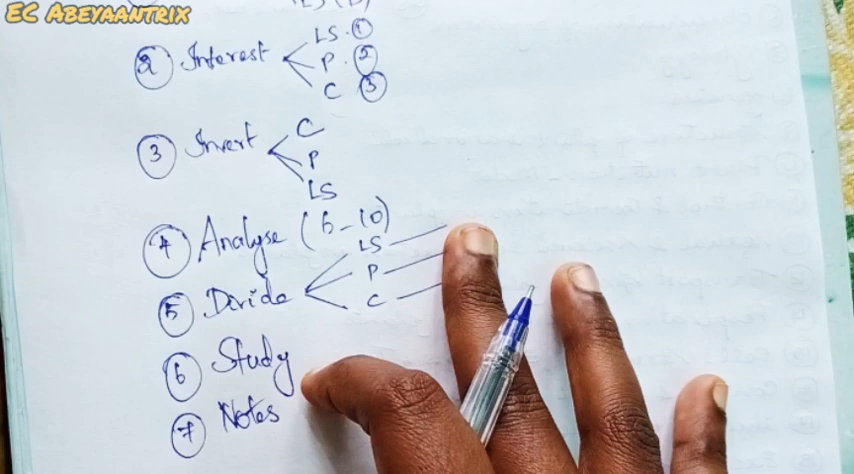 EC ABEYAANTRIX
② Interest LS. ①
P. ②
C ③
③ Invert C
P
LS
④ Analyse (6-10)
⑤ Divide LS
P
C
⑥ Study
⑦ Notes